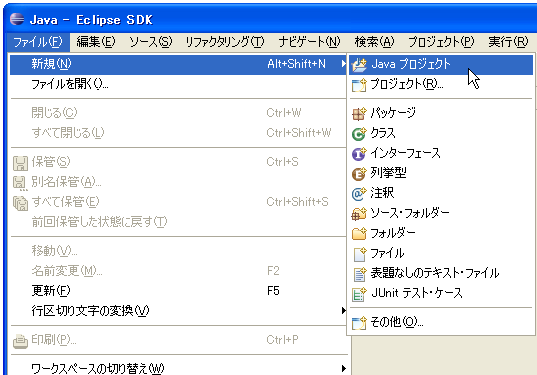 Java - Eclipse SDK
ファイル(F) 編集(E) ソース(S) リファクタリング(T) ナビゲート(N) 検索(A) プロジェクト(P) 実行(R)
新規(N) Alt+Shift+N
ファイルを開く(.)...
閉じる(C) Ctrl+W
すべて閉じる(L) Ctrl+Shift+W
保管(S) Ctrl+S
別名保管(A)...
すべて保管(E) Ctrl+Shift+S
前回保管した状態に戻す(T)
移動(V)...
名前変更(M)... F2
更新(F) F5
行区切り文字の変換(V)
印刷(P)... Ctrl+P
ワークスペースの切り替え(W)
Java プロジェクト
プロジェクト(R)...
パッケージ
クラス
インターフェース
列挙型
注釈
ソース・フォルダー
フォルダー
ファイル
表題なしのテキスト・ファイル
JUnit テスト・ケース
その他(O)...